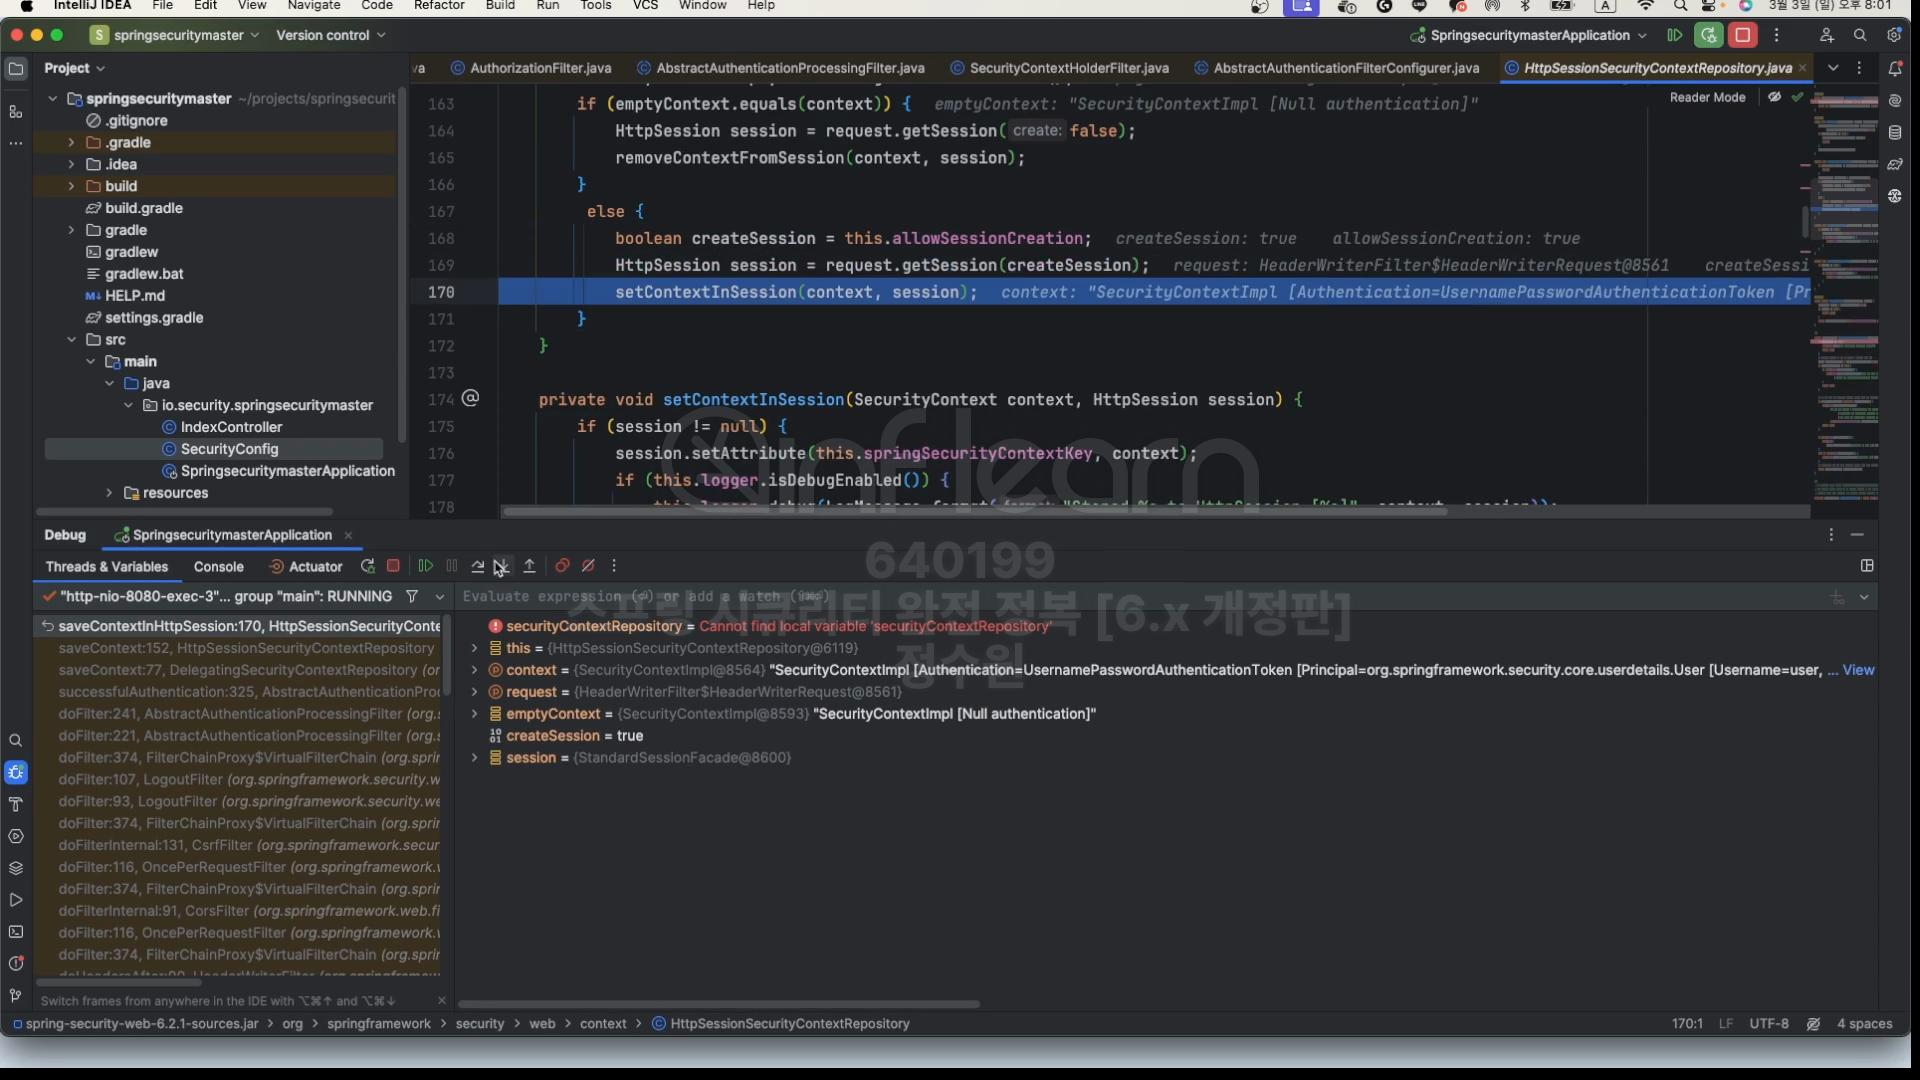 IntelliJ IDEA File Edit View Navigate Code Refactor Build Run Tools VCS Window Help
3월 3일 (일) 오후 8:01
S springsecuritymaster Version control
SpringsecuritymasterApplication
Project
va AuthorizationFilter.java AbstractAuthenticationProcessingFilter.java SecurityContextHolderFilter.java AbstractAuthenticationFilterConfigurer.java HttpSessionSecurityContextRepository.java
Reader Mode
springsecuritymaster ~/projects/springsecurit
.gitignore
.gradle
.idea
build
build.gradle
gradle
gradlew
gradlew.bat
HELP.md
settings.gradle
src
main
java
io.security.springsecuritymaster
IndexController
SecurityConfig
SpringsecuritymasterApplication
resources
163 if (emptyContext.equals(context)) { emptyContext: "SecurityContextImpl [Null authentication]"
164 HttpSession session = request.getSession( create: false);
165 removeContextFromSession(context, session);
166 }
167 else {
168 boolean createSession = this.allowSessionCreation; createSession: true allowSessionCreation: true
169 HttpSession session = request.getSession(createSession); request: HeaderWriterFilter$HeaderWriterRequest@8561 createSessi
170 setContextInSession(context, session); context: "SecurityContextImpl [Authentication=UsernamePasswordAuthenticationToken [Pr
171 }
172 }
173
174 private void setContextInSession(SecurityContext context, HttpSession session) {
175 if (session != null) {
176 session.setAttribute(this.springSecurityContextKey, context);
177 if (this.logger.isDebugEnabled()) {
178
inflearn
640199
스프링 시큐리티 완전 정복 [6.x 개정판]
정수원
Debug SpringsecuritymasterApplication
Threads & Variables Console Actuator
"http-nio-8080-exec-3"... group "main": RUNNING
Evaluate expression (⏎) or add a watch (⇧⌘⏎)
saveContextInHttpSession:170, HttpSessionSecurityConte
saveContext:152, HttpSessionSecurityContextRepository
saveContext:77, DelegatingSecurityContextRepository (or
successfulAuthentication:325, AbstractAuthenticationProc
doFilter:241, AbstractAuthenticationProcessingFilter (org.s
doFilter:221, AbstractAuthenticationProcessingFilter (org.s
doFilter:374, FilterChainProxy$VirtualFilterChain (org.sprir
doFilter:107, LogoutFilter (org.springframework.security.w
doFilter:93, LogoutFilter (org.springframework.security.we
doFilter:374, FilterChainProxy$VirtualFilterChain (org.sprir
doFilterInternal:131, CsrfFilter (org.springframework.secur
doFilter:116, OncePerRequestFilter (org.springframework.v
doFilter:374, FilterChainProxy$VirtualFilterChain (org.sprir
doFilterInternal:91, CorsFilter (org.springframework.web.fi
doFilter:116, OncePerRequestFilter (org.springframework.v
doFilter:374, FilterChainProxy$VirtualFilterChain (org.sprir
securityContextRepository = Cannot find local variable 'securityContextRepository'
this = {HttpSessionSecurityContextRepository@6119}
context = {SecurityContextImpl@8564} "SecurityContextImpl [Authentication=UsernamePasswordAuthenticationToken [Principal=org.springframework.security.core.userdetails.User [Username=user, ... View
request = {HeaderWriterFilter$HeaderWriterRequest@8561}
emptyContext = {SecurityContextImpl@8593} "SecurityContextImpl [Null authentication]"
createSession = true
session = {StandardSessionFacade@8600}
Switch frames from anywhere in the IDE with ⌥⌘↑ and ⌥⌘↓
spring-security-web-6.2.1-sources.jar > org > springframework > security > web > context > HttpSessionSecurityContextRepository
170:1 LF UTF-8 4 spaces